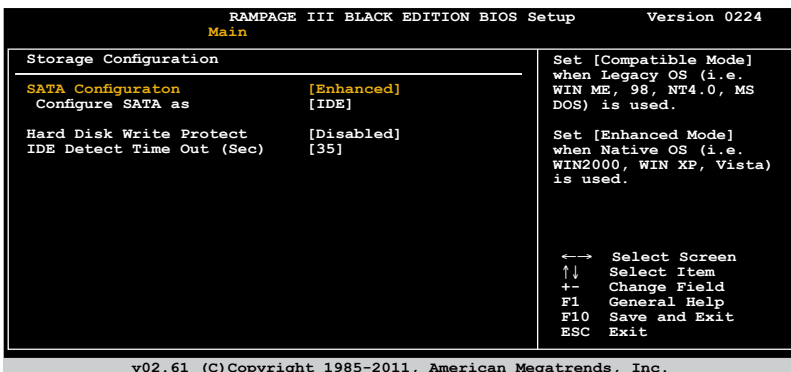 RAMPAGE III BLACK EDITION BIOS Setup Version 0224
Main
Storage Configuration
SATA Configuraton [Enhanced]
Configure SATA as [IDE]
Hard Disk Write Protect [Disabled]
IDE Detect Time Out (Sec) [35]
Set [Compatible Mode]
when Legacy OS (i.e.
WIN ME, 98, NT4.0, MS
DOS) is used.
Set [Enhanced Mode]
when Native OS (i.e.
WIN2000, WIN XP, Vista)
is used.
←→ Select Screen
↑↓ Select Item
+- Change Field
F1 General Help
F10 Save and Exit
ESC Exit
v02.61 (C)Copyright 1985-2011, American Megatrends, Inc.